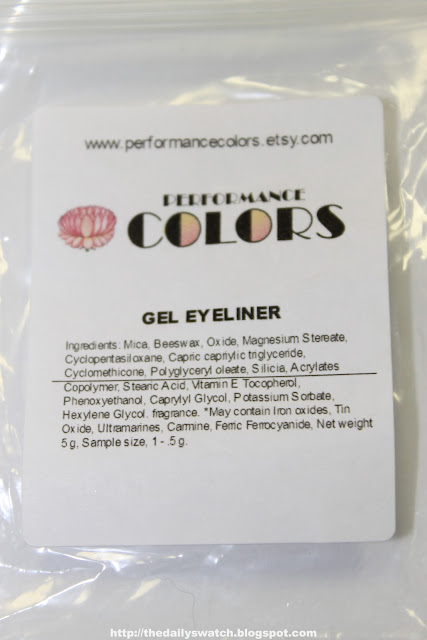 www.performancecolors.etsy.com
PERFORMANCE
COLORS
GEL EYELINER
Ingredients: Mica, Beeswax, Oxide, Magnesium Stereate,
Cyclopentasiloxane, Capric capriylic triglyceride,
Cyclomethicone, Polyglyceryl oleate, Silicia, Acrylates
Copolymer, Stearic Acid, Vitamin E Tocopherol,
Phenoxyethanol, Caprylyl Glycol, Potassium Sorbate,
Hexylene Glycol. fragrance. *May contain Iron oxides, Tin
Oxide, Ultramarines, Carmine, Ferric Ferrocyanide, Net weight
5g, Sample size, 1 - .5 g.
http://thedailyswatch.blogspot.com